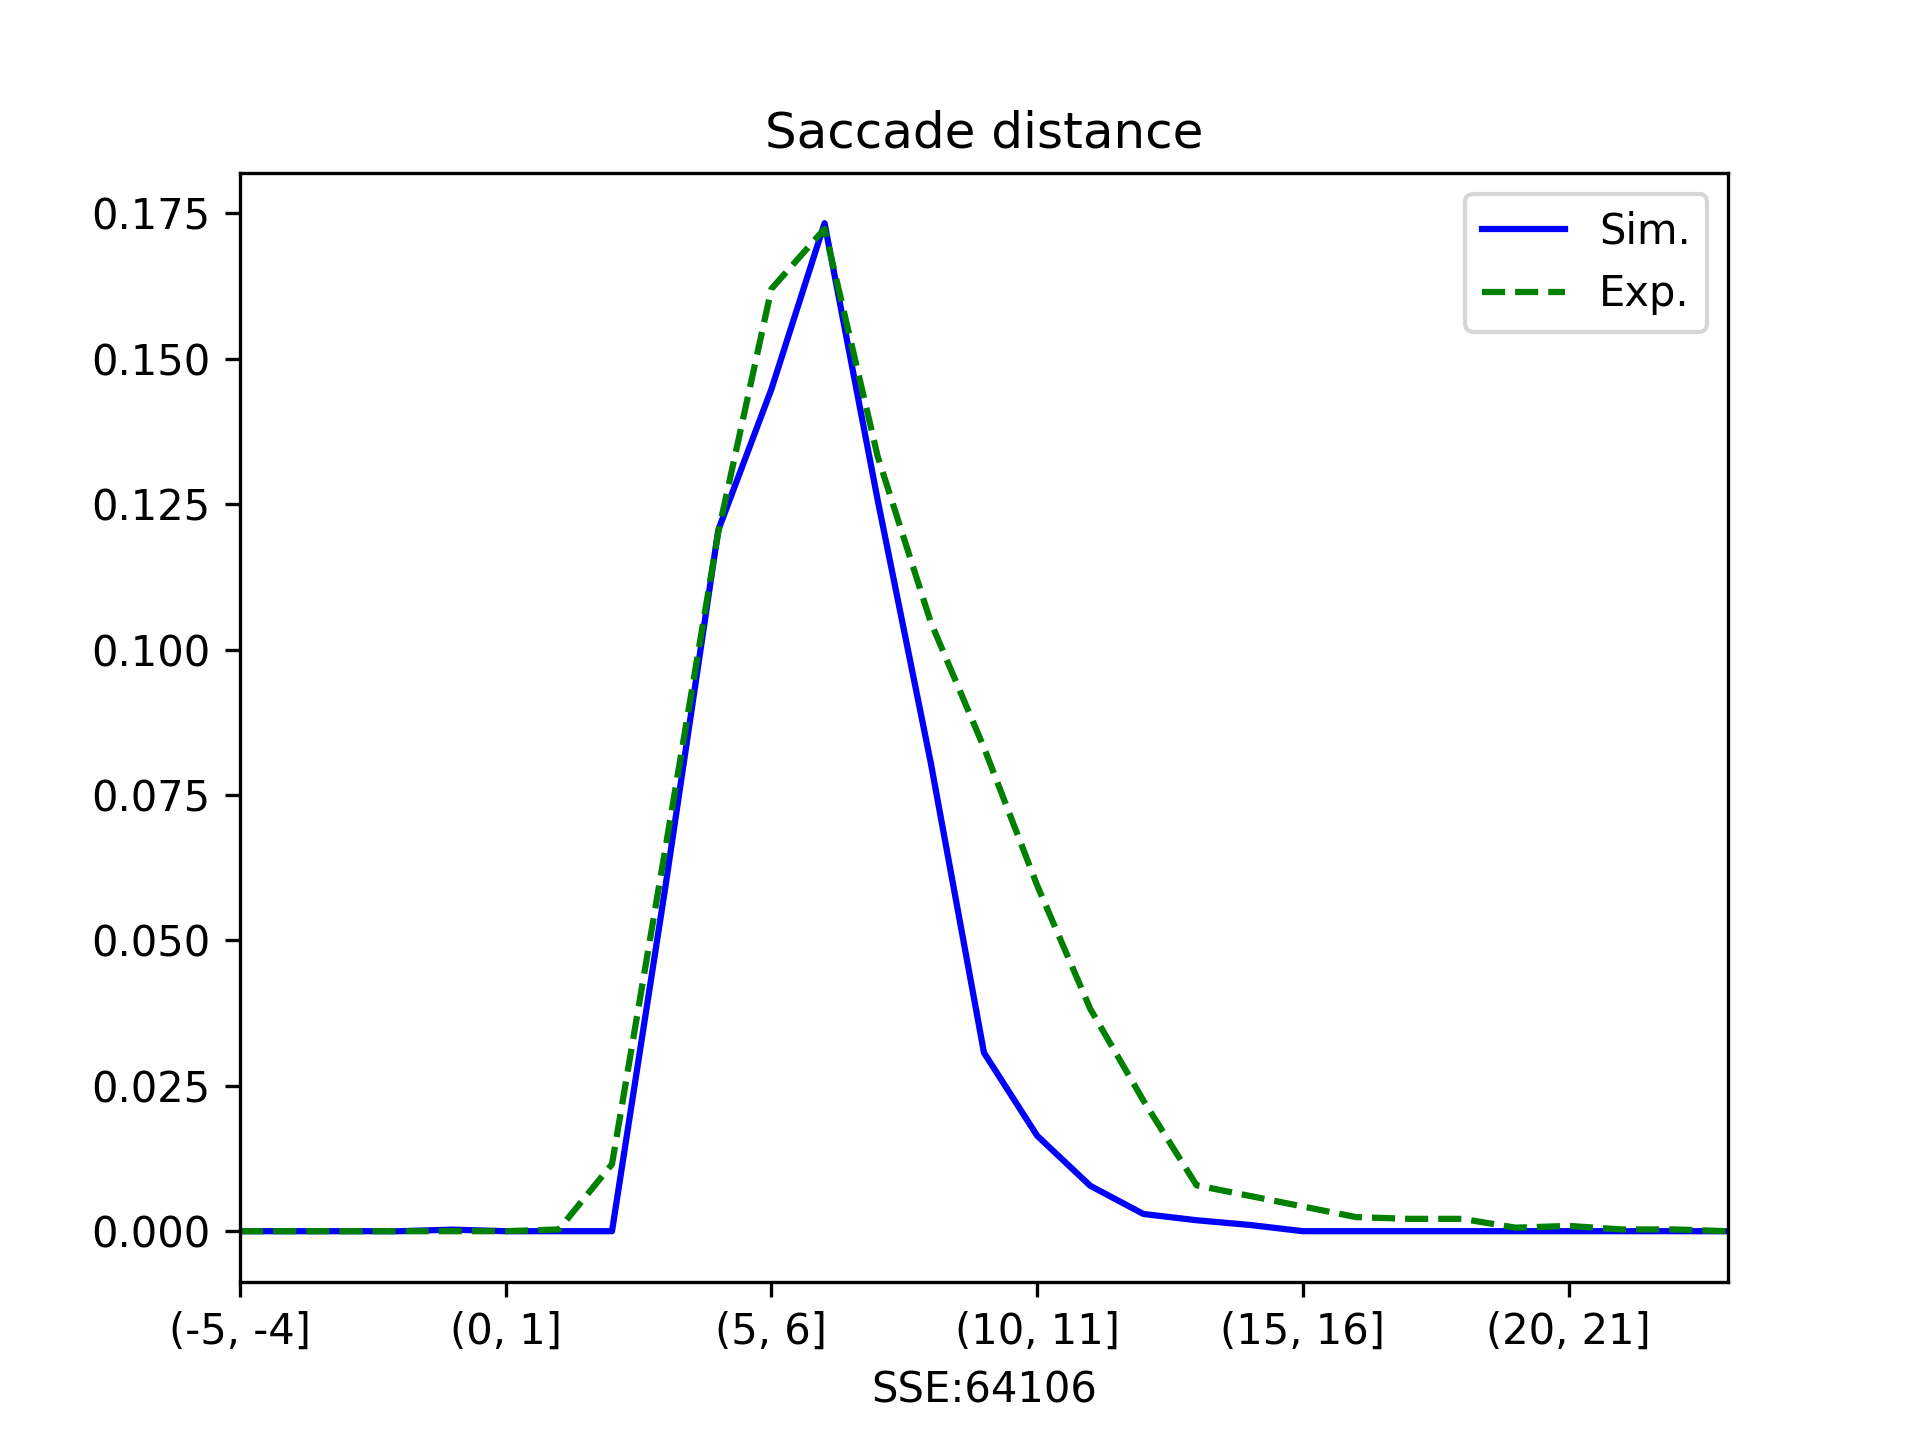 Saccade distance
0.175
0.150
0.125
0.100
0.075
0.050
0.025
0.000
Sim.
Exp.
(-5, -4] (0, 1] (5, 6] (10, 11] (15, 16] (20, 21]
SSE:64106